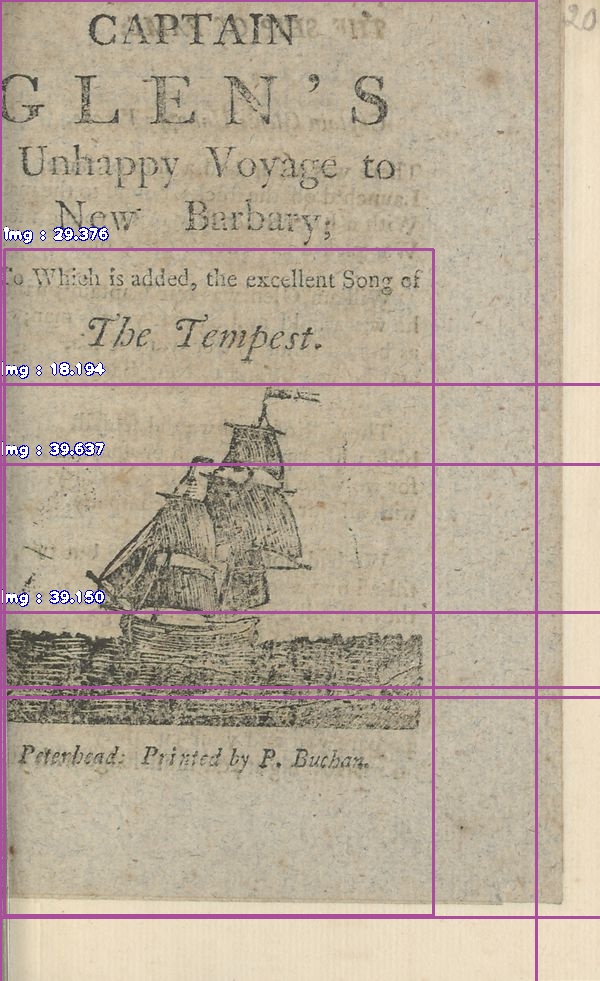 20
CAPTAIN
GLEN'S
Unhappy Voyage to
New Barbary;
Img : 29.376
To Which is added, the excellent Song of
The Tempest.
Img : 18.194
Img : 39.637
Img : 39.150
Peterhead: Printed by P. Buchan.